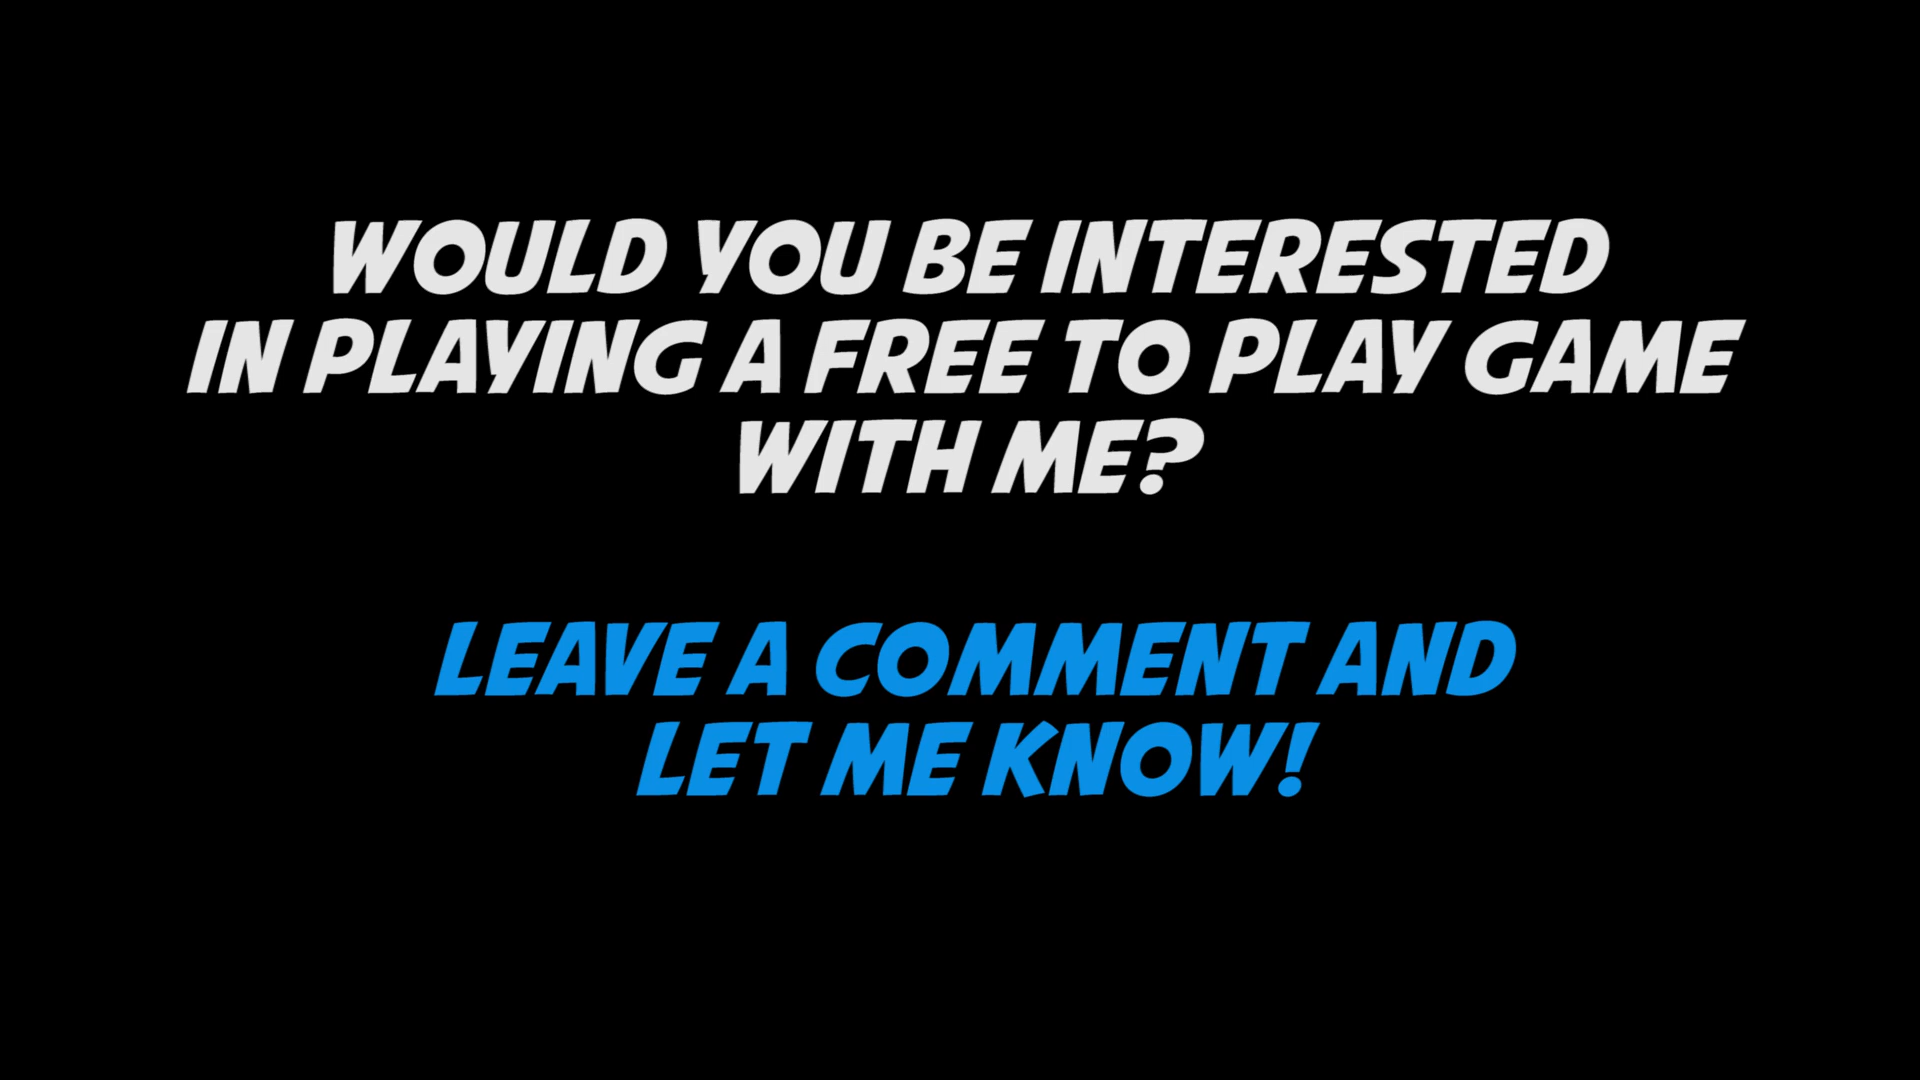 WOULD YOU BE INTERESTED
IN PLAYING A FREE TO PLAY GAME
WITH ME?
LEAVE A COMMENT AND
LET ME KNOW!